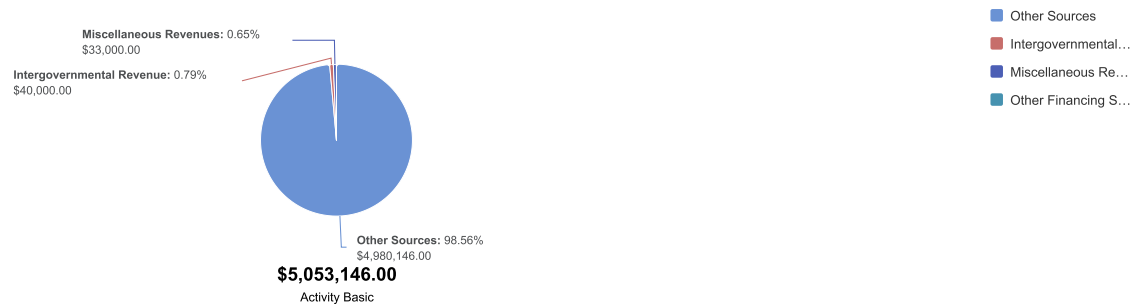 Miscellaneous Revenues: 0.65%
$33,000.00
Intergovernmental Revenue: 0.79%
$40,000.00
Other Sources: 98.56%
$4,980,146.00
$5,053,146.00
Activity Basic
Other Sources
Intergovernmental…
Miscellaneous Re…
Other Financing S…